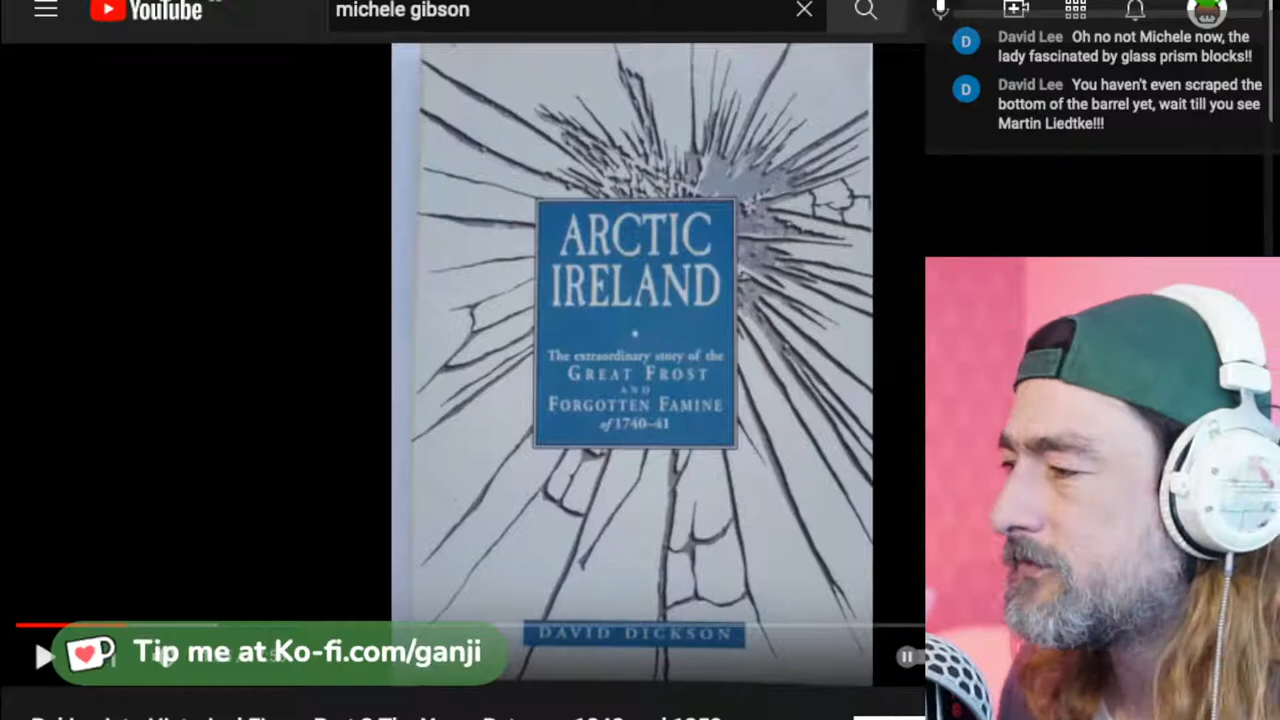 YouTube
michele gibson
David Lee Oh no not Michele now, the
lady fascinated by glass prism blocks!!
David Lee You haven't even scraped the
bottom of the barrel yet, wait till you see
Martin Liedtke!!!
D
D
ARCTIC
IRELAND
The extraordinary story of the
GREAT FROST
AND
FORGOTTEN FAMINE
of 1740–41
DAVID DICKSON
Tip me at Ko-fi.com/ganji